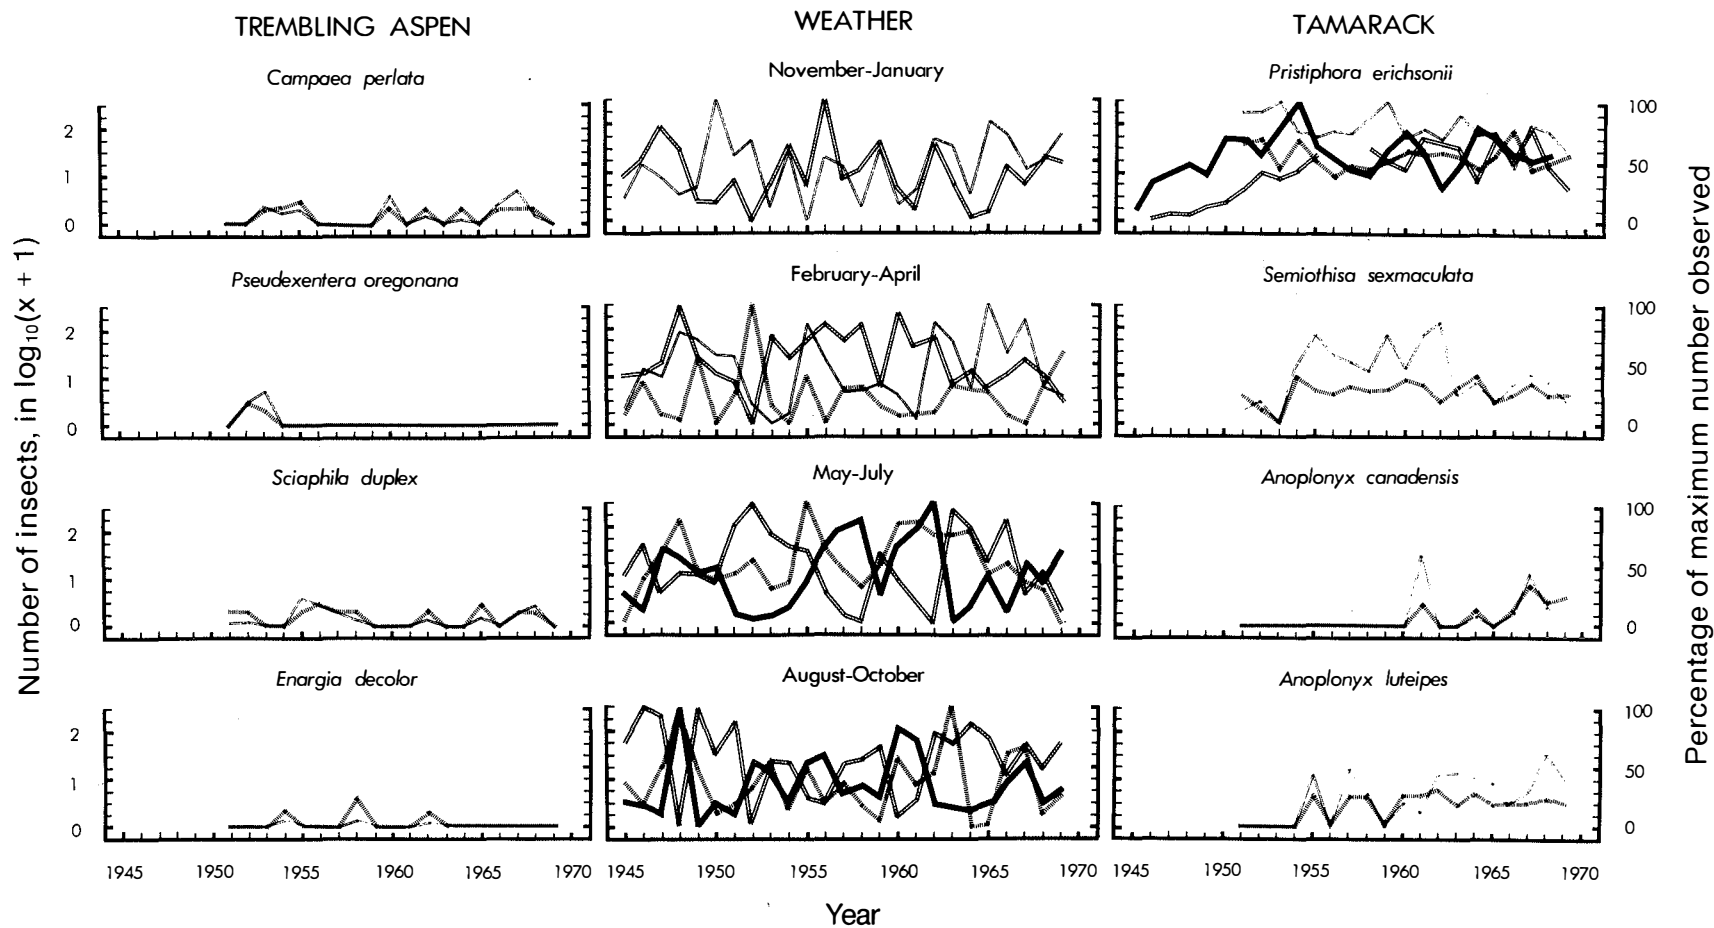 TREMBLING ASPEN
WEATHER
TAMARACK
Campaea perlata
November-January
Pristiphora erichsonii
2
1
0
100
50
0
Pseudexentera oregonana
February-April
Semiothisa sexmaculata
2
1
0
100
50
0
Sciaphila duplex
May-July
Anoplonyx canadensis
2
1
0
100
50
0
Enargia decolor
August-October
Anoplonyx luteipes
2
1
0
100
50
0
1945 1950 1955 1960 1965 1970
1945 1950 1955 1960 1965 1970
1945 1950 1955 1960 1965 1970
Year
Number of insects, in log₁₀(x + 1)
Percentage of maximum number observed